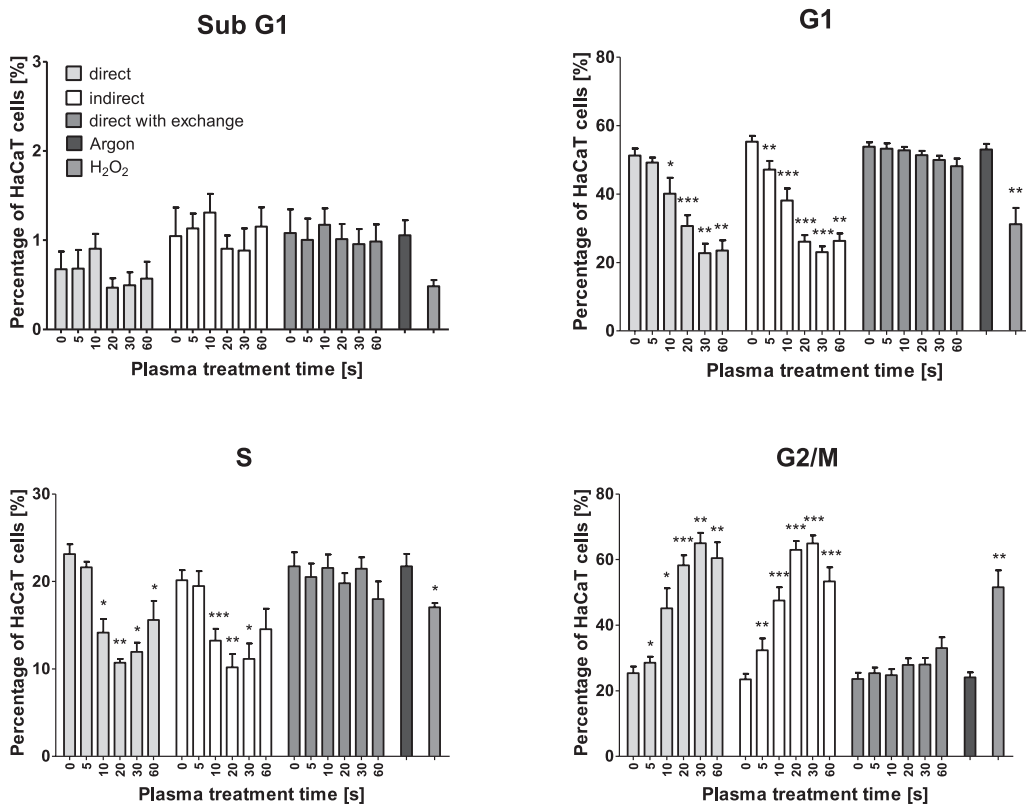 Sub G1
Percentage of HaCaT cells [%]
3
2
1
0
direct
indirect
direct with exchange
Argon
H₂O₂
0 5 10 20 30 60 0 5 10 20 30 60 0 5 10 20 30 60
Plasma treatment time [s]
G1
Percentage of HaCaT cells [%]
80
60
40
20
0
* *** ** ** ** *** *** *** ** **
0 5 10 20 30 60 0 5 10 20 30 60 0 5 10 20 30 60
Plasma treatment time [s]
S
Percentage of HaCaT cells [%]
30
20
10
0
* ** * * *** ** * *
0 5 10 20 30 60 0 5 10 20 30 60 0 5 10 20 30 60
Plasma treatment time [s]
G2/M
Percentage of HaCaT cells [%]
80
60
40
20
0
* * *** ** ** ** *** *** *** *** **
0 5 10 20 30 60 0 5 10 20 30 60 0 5 10 20 30 60
Plasma treatment time [s]